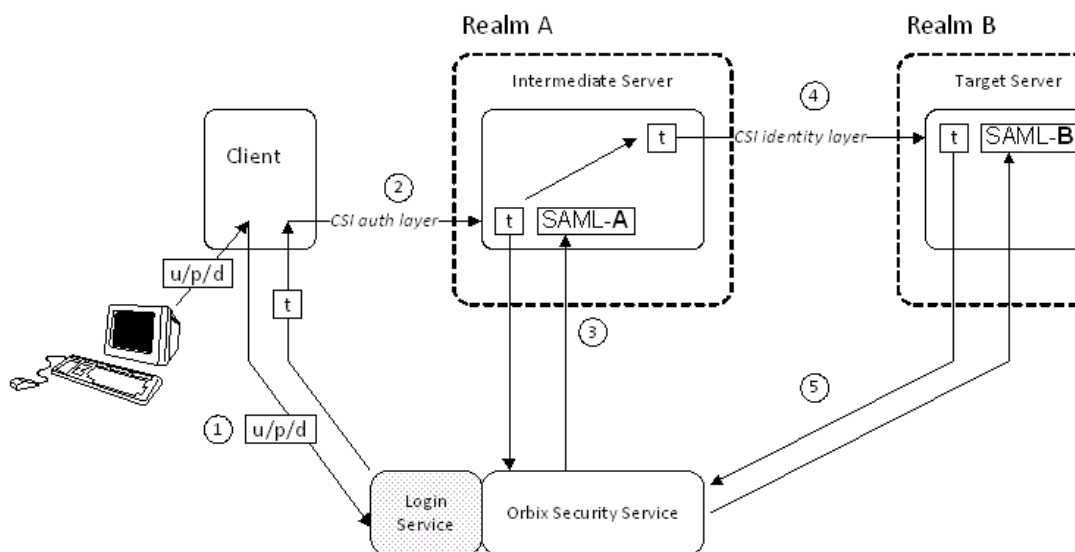 Realm A
Realm B
Intermediate Server
Target Server
4
t
CSI identity layer
t
SAML-B
Client
2
CSI auth layer
t
SAML-A
u/p/d
t
3
5
1
u/p/d
Login
Service
Orbix Security Service